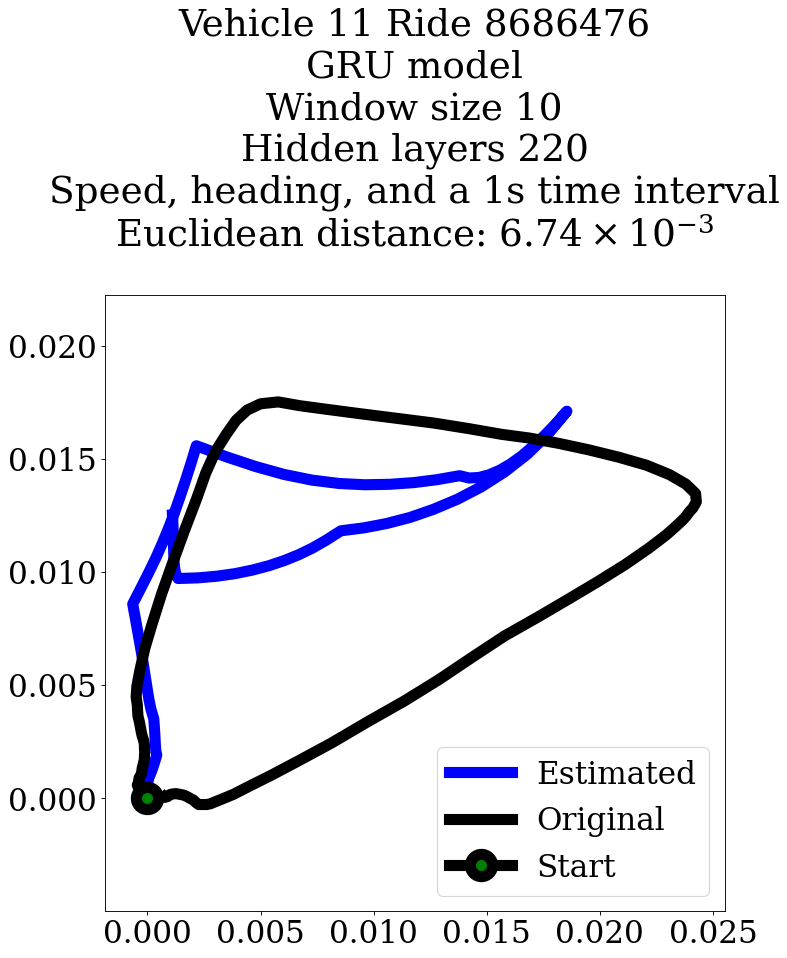 Vehicle 11 Ride 8686476
GRU model
Window size 10
Hidden layers 220
Speed, heading, and a 1s time interval
Euclidean distance: 6.74 × 10⁻³
0.020
0.015
0.010
0.005
0.000
Estimated
Original
Start
0.000 0.005 0.010 0.015 0.020 0.025